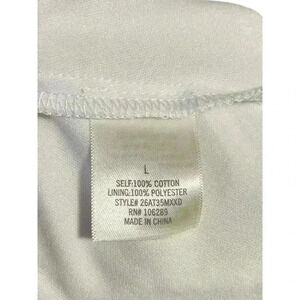 L
SELF:100% COTTON
LINING:100% POLYESTER
STYLE# 26AT35MXXD
RN# 106289
MADE IN CHINA